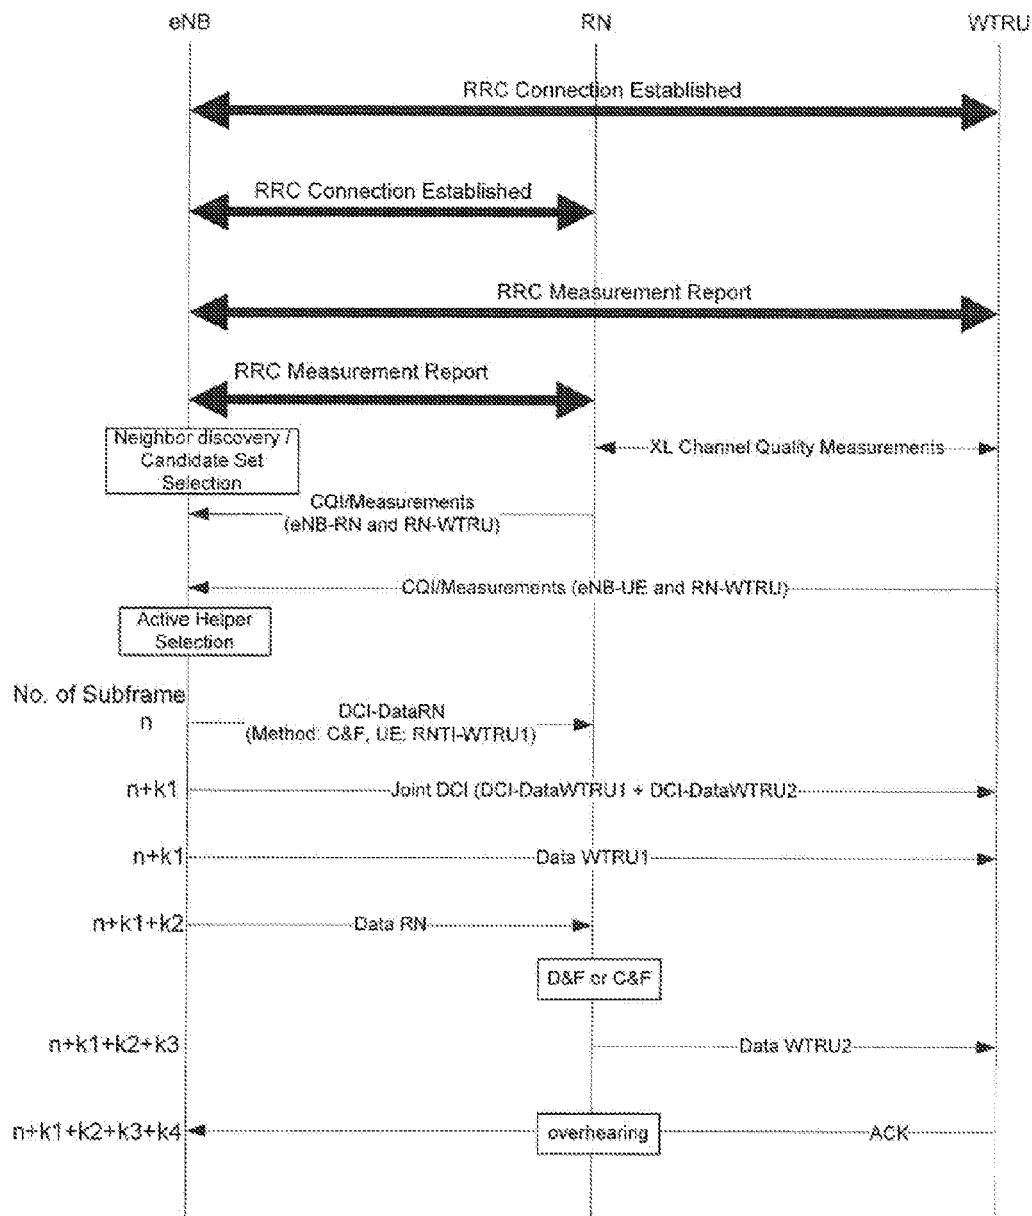 eNB RN WTRU
RRC Connection Established
RRC Connection Established
RRC Measurement Report
RRC Measurement Report
Neighbor discovery /
Candidate Set
Selection
XL Channel Quality Measurements
CQI/Measurements
(eNB-RN and RN-WTRU)
CQI/Measurements (eNB-UE and RN-WTRU)
Active Helper
Selection
No. of Subframe
n
DCI-DataRN
(Method: C&F, UE: RNTI-WTRU1)
n+k1
Joint DCI (DCI-DataWTRU1 + DCI-DataWTRU2
n+k1
Data WTRU1
n+k1+k2
Data RN
D&F or C&F
n+k1+k2+k3
Data WTRU2
n+k1+k2+k3+k4
overhearing
ACK